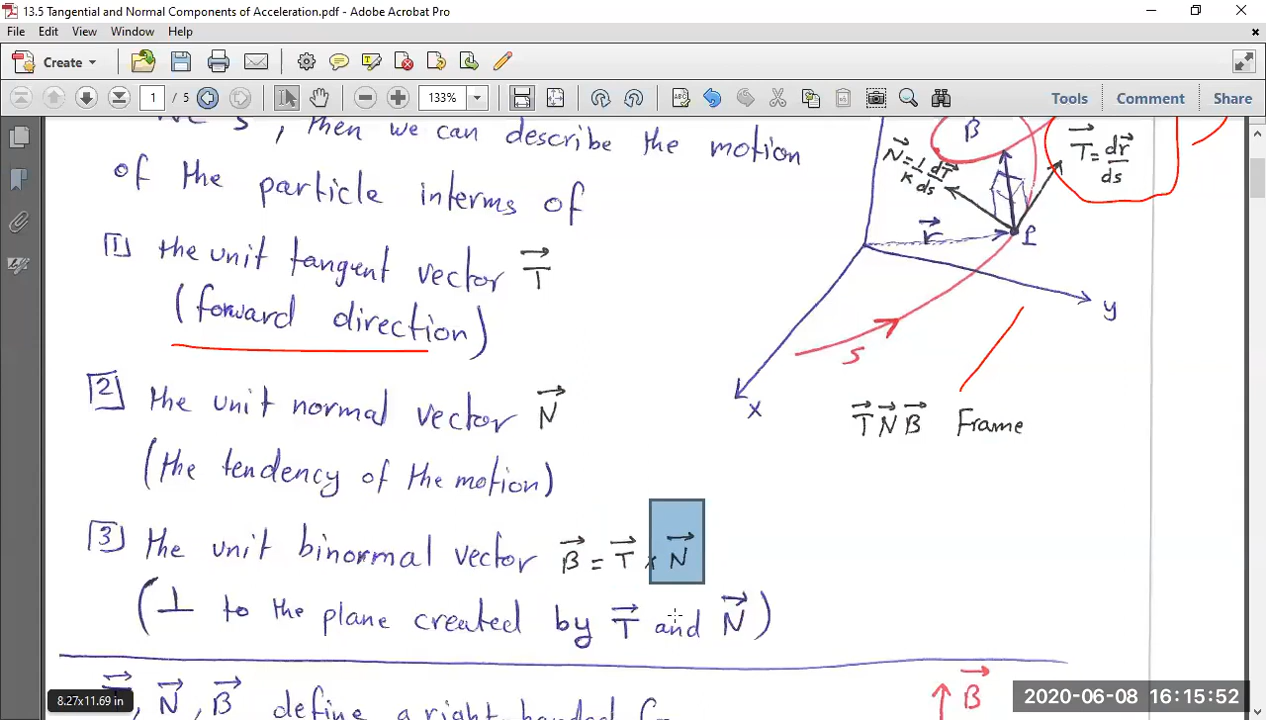 13.5 Tangential and Normal Components of Acceleration.pdf - Adobe Acrobat Pro
File Edit View Window Help
Create
1 / 5 133% Tools Comment Share
, then we can describe the motion
of the particle interms of
1 the unit tangent vector T
(forward direction)
2 the unit normal vector N
(the tendency of the motion)
3 the unit binormal vector B = T × N
(⊥ to the plane created by T and N)
, N, B define a right-handed
B
N = 1/κ dT/ds
T = dr/ds
r
P
y
s
x
T N B Frame
B
8.27x11.69 in
2020-06-08 16:15:52